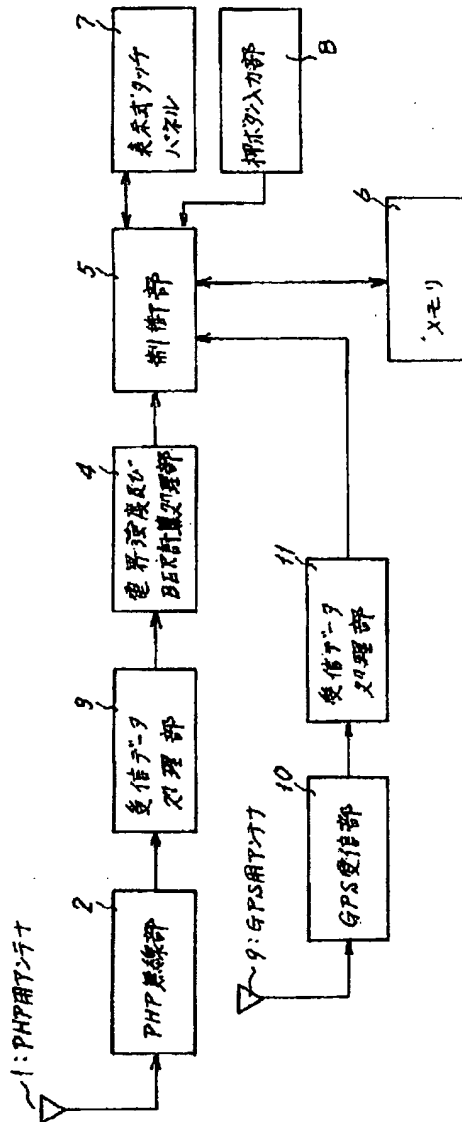 1:PHP用アンテナ
2
PHP無線部
9
受信データ
処理部
4
電界強度及び
BER計算処理部
5
制御部
7
表示式タッチ
パネル
8
押ボタン入力部
6
メモリ
9:GPS用アンテナ
10
GPS受信部
11
受信データ
処理部